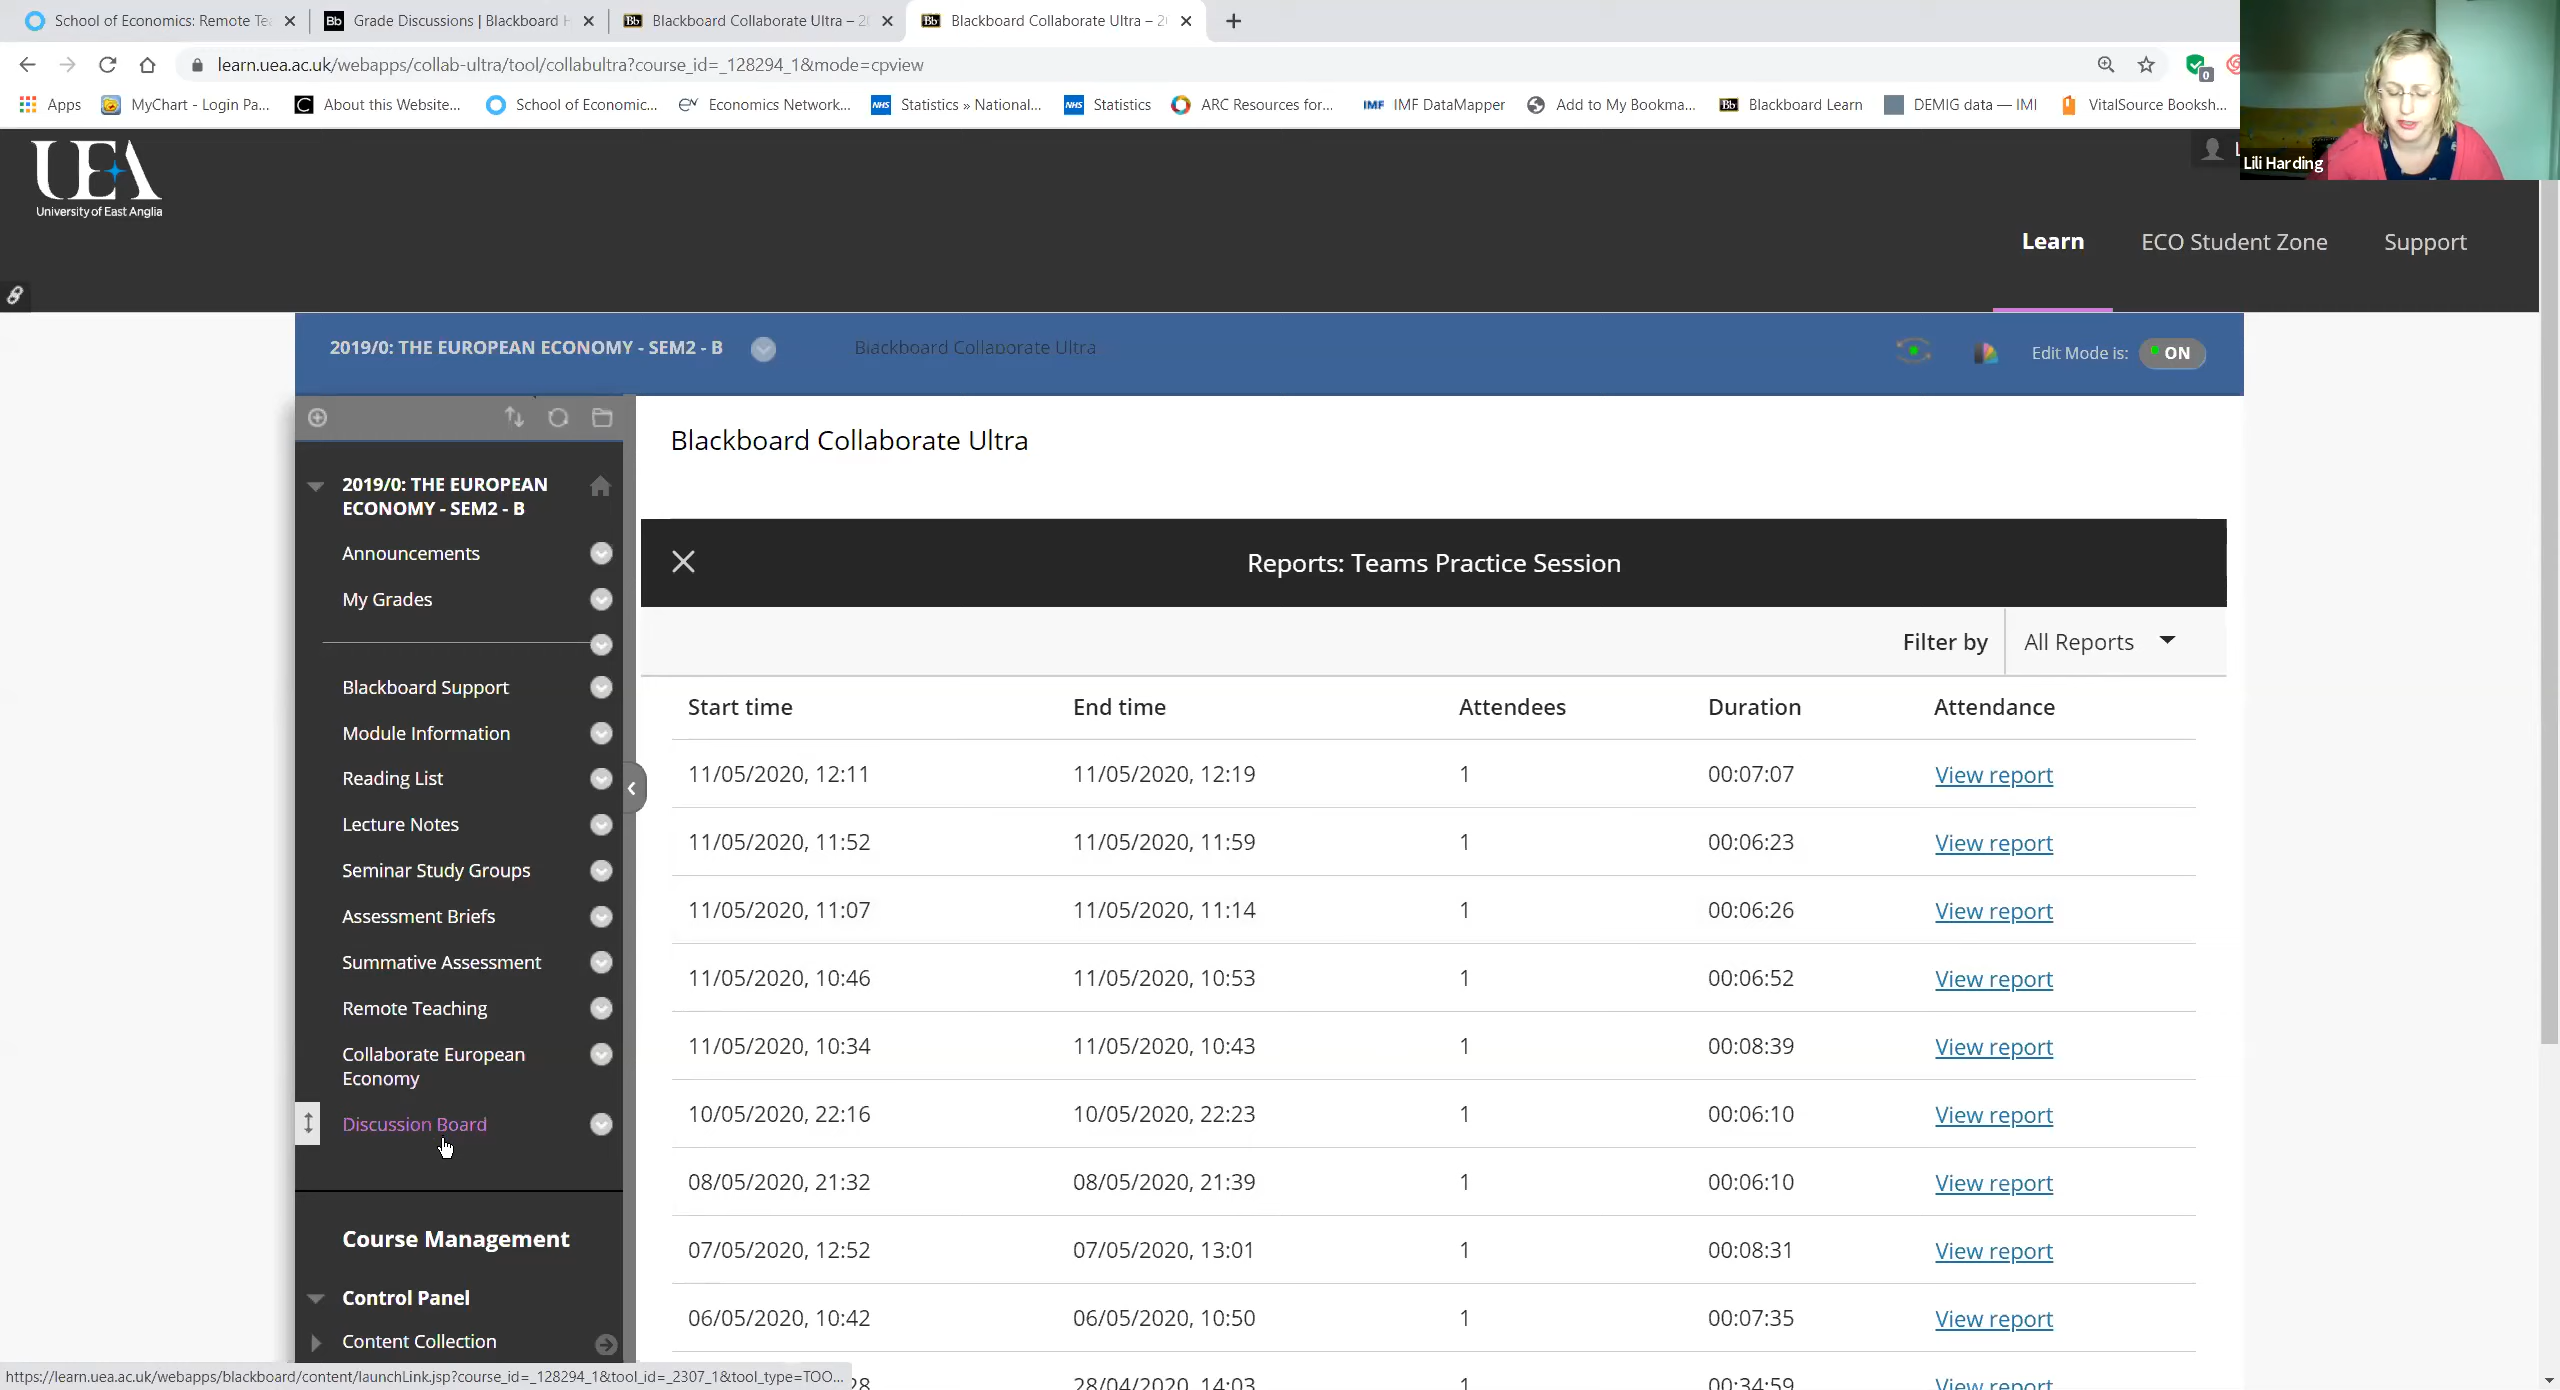 School of Economics: Remote Te
Grade Discussions | Blackboard H
Blackboard Collaborate Ultra – 2
Blackboard Collaborate Ultra – 2
learn.uea.ac.uk/webapps/collab-ultra/tool/collabultra?course_id=_128294_1&mode=cpview
0
Apps
MyChart - Login Pa...
About this Website...
School of Economic...
Economics Network...
Statistics » National...
Statistics
ARC Resources for...
IMF DataMapper
Add to My Bookma...
Blackboard Learn
DEMIG data — IMI
VitalSource Booksh...
Lili Harding
UEA
University of East Anglia
Learn
ECO Student Zone
Support
2019/0: THE EUROPEAN ECONOMY - SEM2 - B
Blackboard Collaborate Ultra
Edit Mode is:
ON
2019/0: THE EUROPEAN
ECONOMY - SEM2 - B
Announcements
My Grades
Blackboard Support
Module Information
Reading List
Lecture Notes
Seminar Study Groups
Assessment Briefs
Summative Assessment
Remote Teaching
Collaborate European
Economy
Discussion Board
Course Management
Control Panel
Content Collection
Blackboard Collaborate Ultra
Reports: Teams Practice Session
Filter by All Reports
Start time End time Attendees Duration Attendance
11/05/2020, 12:11 11/05/2020, 12:19 1 00:07:07 View report
11/05/2020, 11:52 11/05/2020, 11:59 1 00:06:23 View report
11/05/2020, 11:07 11/05/2020, 11:14 1 00:06:26 View report
11/05/2020, 10:46 11/05/2020, 10:53 1 00:06:52 View report
11/05/2020, 10:34 11/05/2020, 10:43 1 00:08:39 View report
10/05/2020, 22:16 10/05/2020, 22:23 1 00:06:10 View report
08/05/2020, 21:32 08/05/2020, 21:39 1 00:06:10 View report
07/05/2020, 12:52 07/05/2020, 13:01 1 00:08:31 View report
06/05/2020, 10:42 06/05/2020, 10:50 1 00:07:35 View report
28 28/04/2020, 14:03 1 00:34:59 View report
https://learn.uea.ac.uk/webapps/blackboard/content/launchLink.jsp?course_id=_128294_1&tool_id=_2307_1&tool_type=TOO...